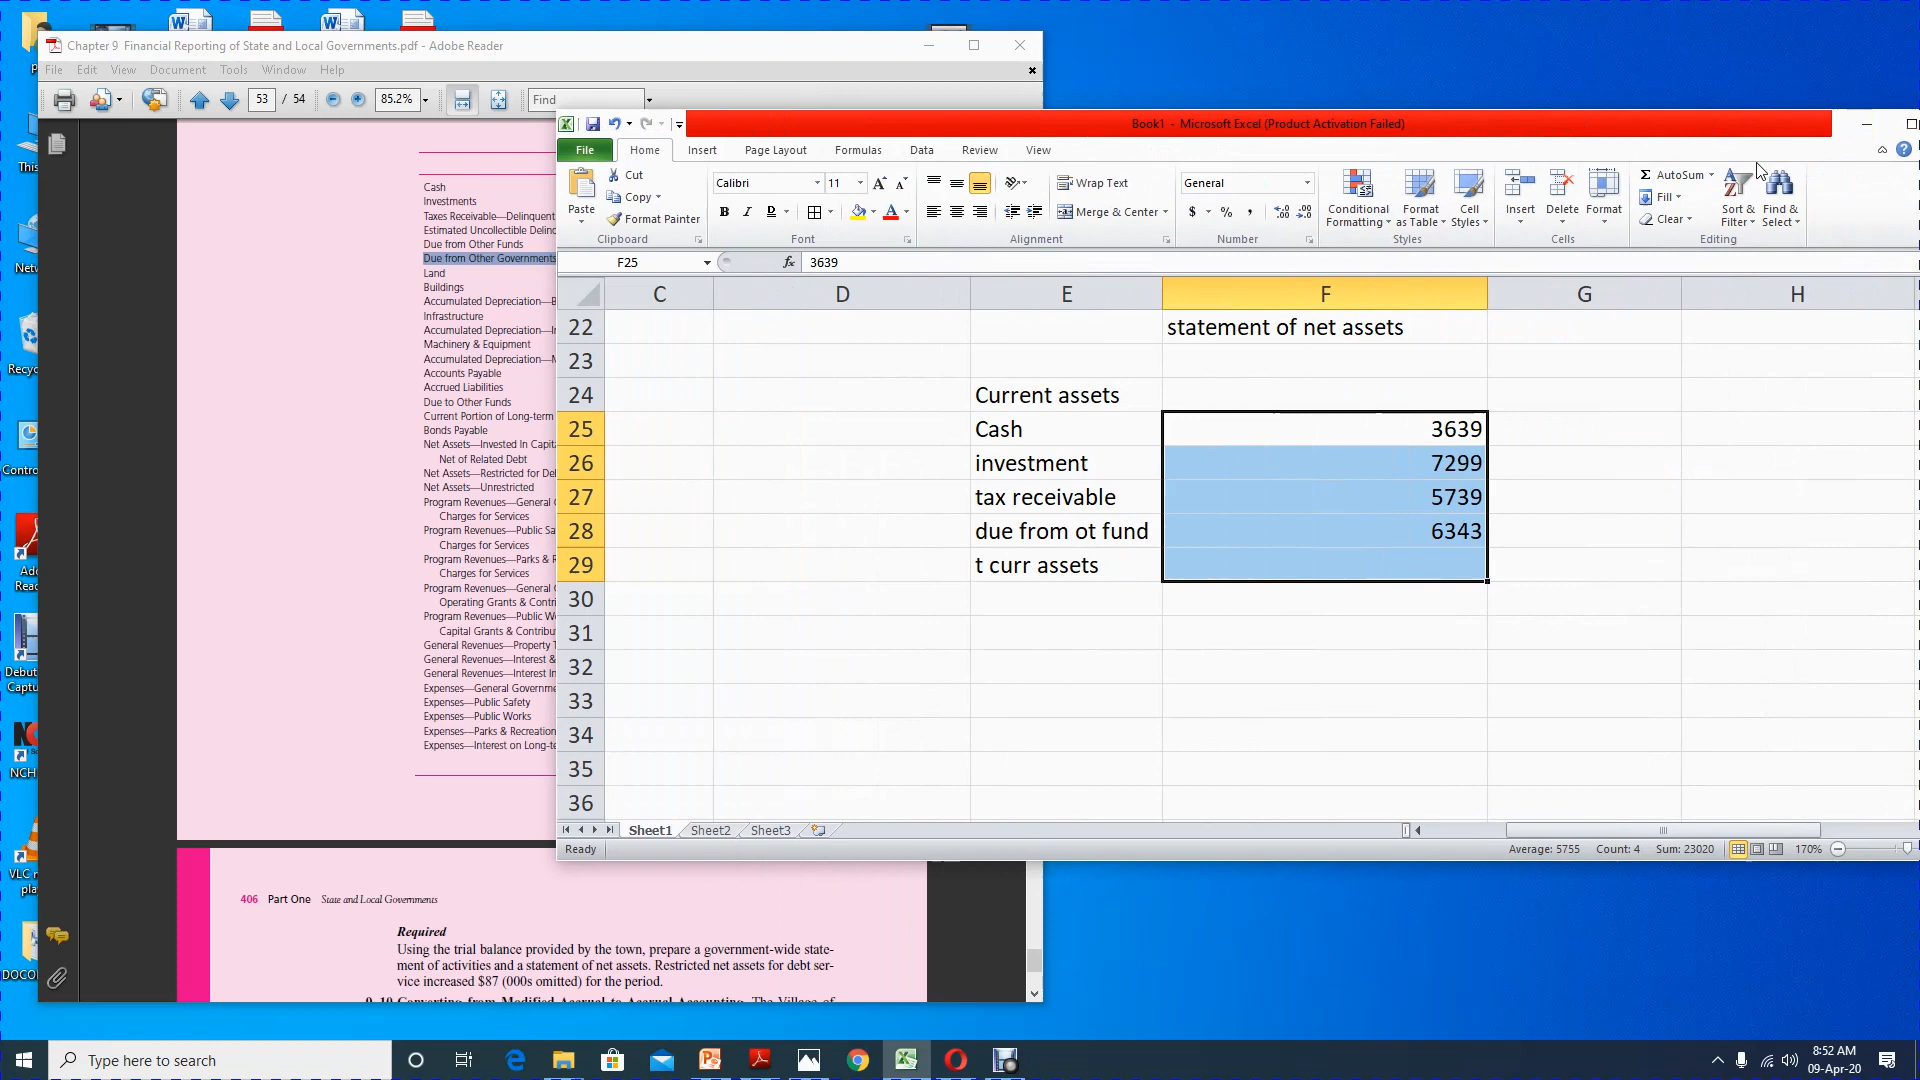 Chapter 9  Financial Reporting of State and Local Governments.pdf - Adobe Reader
File Edit View Document Tools Window Help
53 / 54 85.2% Find
Cash
Investments
Taxes Receivable—Delinquent
Estimated Uncollectible
Due from Other Funds
Due from Other Governments
Land
Buildings
Accumulated Depreciation—
Infrastructure
Accumulated Depreciation—
Machinery & Equipment
Accumulated Depreciation—
Accounts Payable
Accrued Liabilities
Due to Other Funds
Current Portion of Long-term
Bonds Payable
Net Assets—Invested In
Net of Related Debt
Net Assets—Restricted for
Net Assets—Unrestricted
Program Revenues—General
Charges for Services
Program Revenues—Public
Charges for Services
Program Revenues—Parks &
Charges for Services
Program Revenues—General
Operating Grants &
Program Revenues—Public
Capital Grants &
General Revenues—Property
General Revenues—Interest &
General Revenues—Interest
Expenses—General
Expenses—Public Safety
Expenses—Public Works
Expenses—Parks &
Expenses—Interest on
406 Part One State and Local Governments
Required
Using the trial balance provided by the town, prepare a government-wide state-
ment of activities and a statement of net assets. Restricted net assets for debt ser-
vice increased $87 (000s omitted) for the period.
Book1 - Microsoft Excel (Product Activation Failed)
File Home Insert Page Layout Formulas Data Review View
Paste Cut Copy Format Painter Clipboard
Calibri 11 B I D Font
Wrap Text Merge & Center Alignment
General $ % , Number
Conditional Formatting Format as Table Cell Styles Styles
Insert Delete Format Cells
Σ AutoSum Fill Clear Sort & Filter Find & Select Editing
F25 fx 3639
C D E F G H
22 statement of net assets
23
24 Current assets
25 Cash 3639
26 investment 7299
27 tax receivable 5739
28 due from ot fund 6343
29 t curr assets
30
31
32
33
34
35
36
Sheet1 Sheet2 Sheet3
Ready Average: 5755 Count: 4 Sum: 23020 170%
This
Debut
Captu
VLC
Type here to search
8:52 AM
09-Apr-20